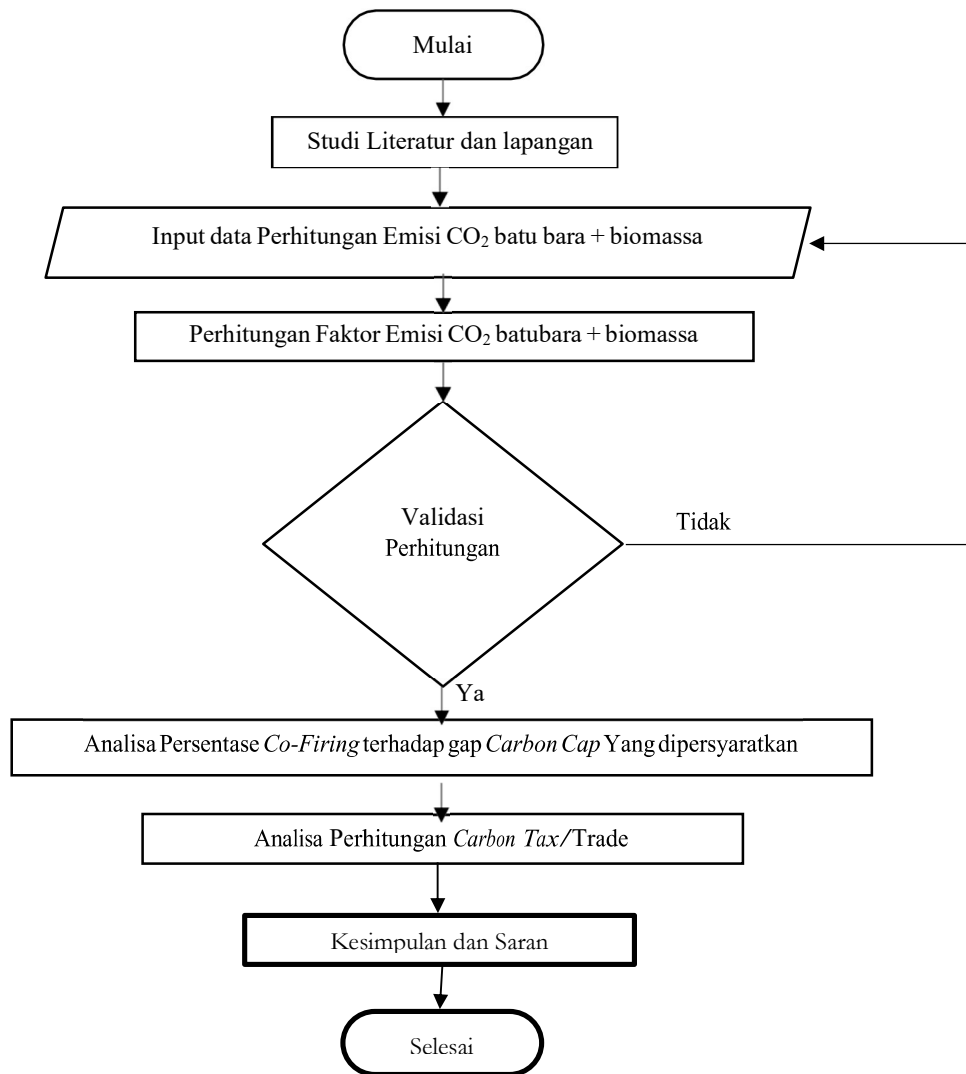 Mulai
Studi Literatur dan lapangan
Input data Perhitungan Emisi CO₂ batu bara + biomassa
Perhitungan Faktor Emisi CO₂ batubara + biomassa
Validasi
Perhitungan
Tidak
Ya
Analisa Persentase Co-Firing terhadap gap Carbon Cap Yang dipersyaratkan
Analisa Perhitungan Carbon Tax/Trade
Kesimpulan dan Saran
Selesai